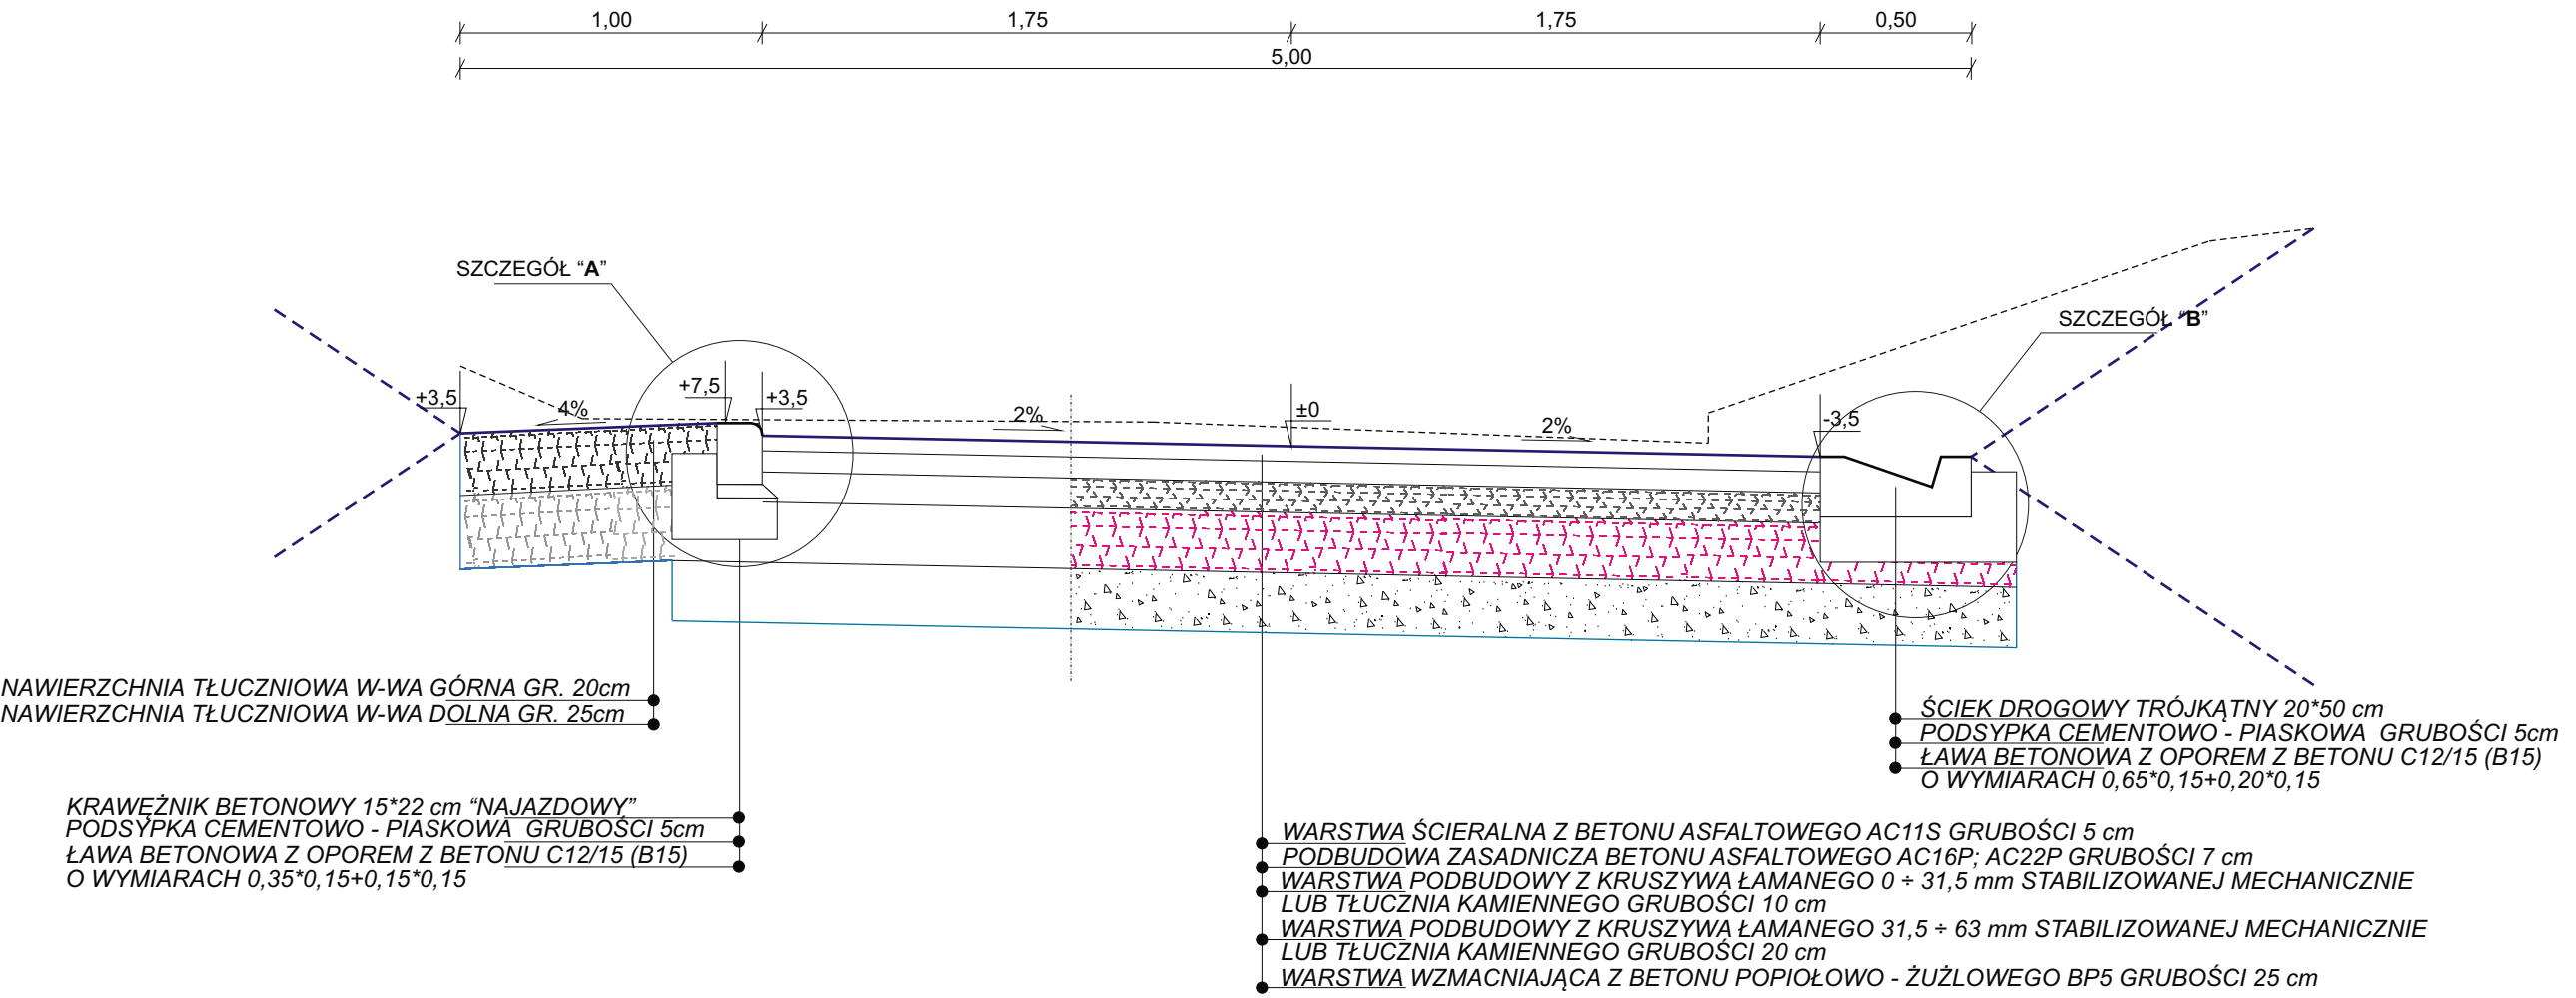 1,00 1,75 1,75 0,50
5,00
SZCZEGÓŁ “A”
SZCZEGÓŁ “B”
+3,5 4% +7,5 +3,5 2% ±0 2% -3,5
NAWIERZCHNIA TŁUCZNIOWA W-WA GÓRNA GR. 20cm
NAWIERZCHNIA TŁUCZNIOWA W-WA DOLNA GR. 25cm
KRAWĘŻNIK BETONOWY 15*22 cm “NAJAZDOWY”
PODSYPKA CEMENTOWO - PIASKOWA GRUBOŚCI 5cm
ŁAWA BETONOWA Z OPOREM Z BETONU C12/15 (B15)
O WYMIARACH 0,35*0,15+0,15*0,15
ŚCIEK DROGOWY TRÓJKĄTNY 20*50 cm
PODSYPKA CEMENTOWO - PIASKOWA GRUBOŚCI 5cm
ŁAWA BETONOWA Z OPOREM Z BETONU C12/15 (B15)
O WYMIARACH 0,65*0,15+0,20*0,15
WARSTWA ŚCIERALNA Z BETONU ASFALTOWEGO AC11S GRUBOŚCI 5 cm
PODBUDOWA ZASADNICZA BETONU ASFALTOWEGO AC16P; AC22P GRUBOŚCI 7 cm
WARSTWA PODBUDOWY Z KRUSZYWA ŁAMANEGO 0 ÷ 31,5 mm STABILIZOWANEJ MECHANICZNIE
LUB TŁUCZNIA KAMIENNEGO GRUBOŚCI 10 cm
WARSTWA PODBUDOWY Z KRUSZYWA ŁAMANEGO 31,5 ÷ 63 mm STABILIZOWANEJ MECHANICZNIE
LUB TŁUCZNIA KAMIENNEGO GRUBOŚCI 20 cm
WARSTWA WZMACNIAJĄCA Z BETONU POPIOŁOWO - ŻUŻLOWEGO BP5 GRUBOŚCI 25 cm